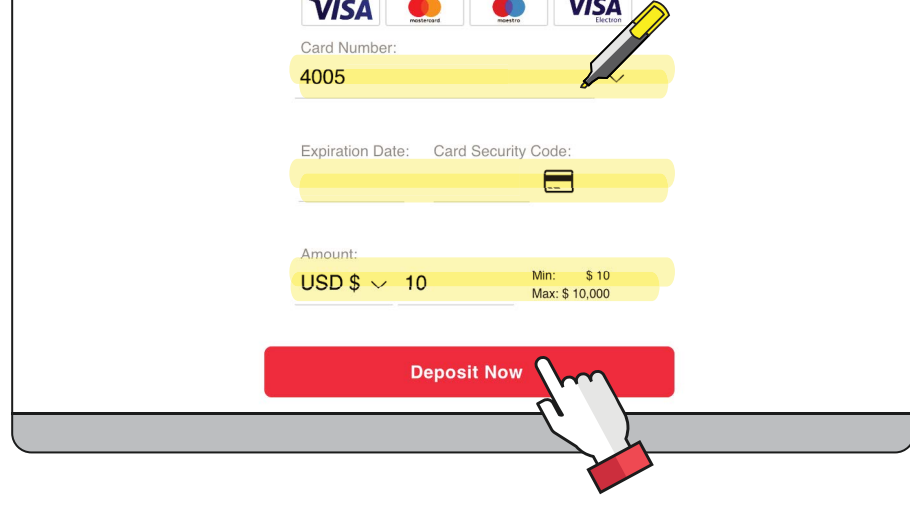 VISA mastercard maestro VISA Electron
Card Number:
4005
Expiration Date: Card Security Code:
Amount:
USD $ 10 Min: $ 10
Max: $ 10,000
Deposit Now